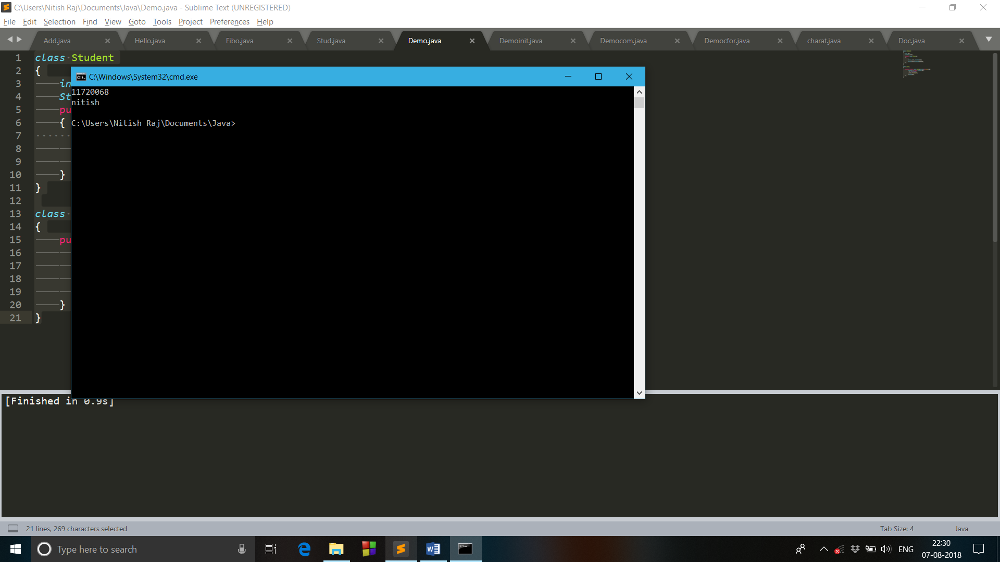 C:\Users\Nitish Raj\Documents\Java\Demo.java - Sublime Text (UNREGISTERED)
File Edit Selection Find View Goto Tools Project Preferences Help
Add.java Hello.java Fibo.java Stud.java Demo.java Demoinit.java Democom.java Democfor.java charat.java Doc.java
1 class Student
2 {
3 in
4 St
5 pu
6 {
7
8
9
10 }
11 }
12
13 class
14 {
15 pu
16
17
18
19
20 }
21 }
C:\Windows\System32\cmd.exe
11720068
nitish
C:\Users\Nitish Raj\Documents\Java>
[Finished in 0.9s]
21 lines, 269 characters selected Tab Size: 4 Java
Type here to search
ENG
22:30
07-08-2018